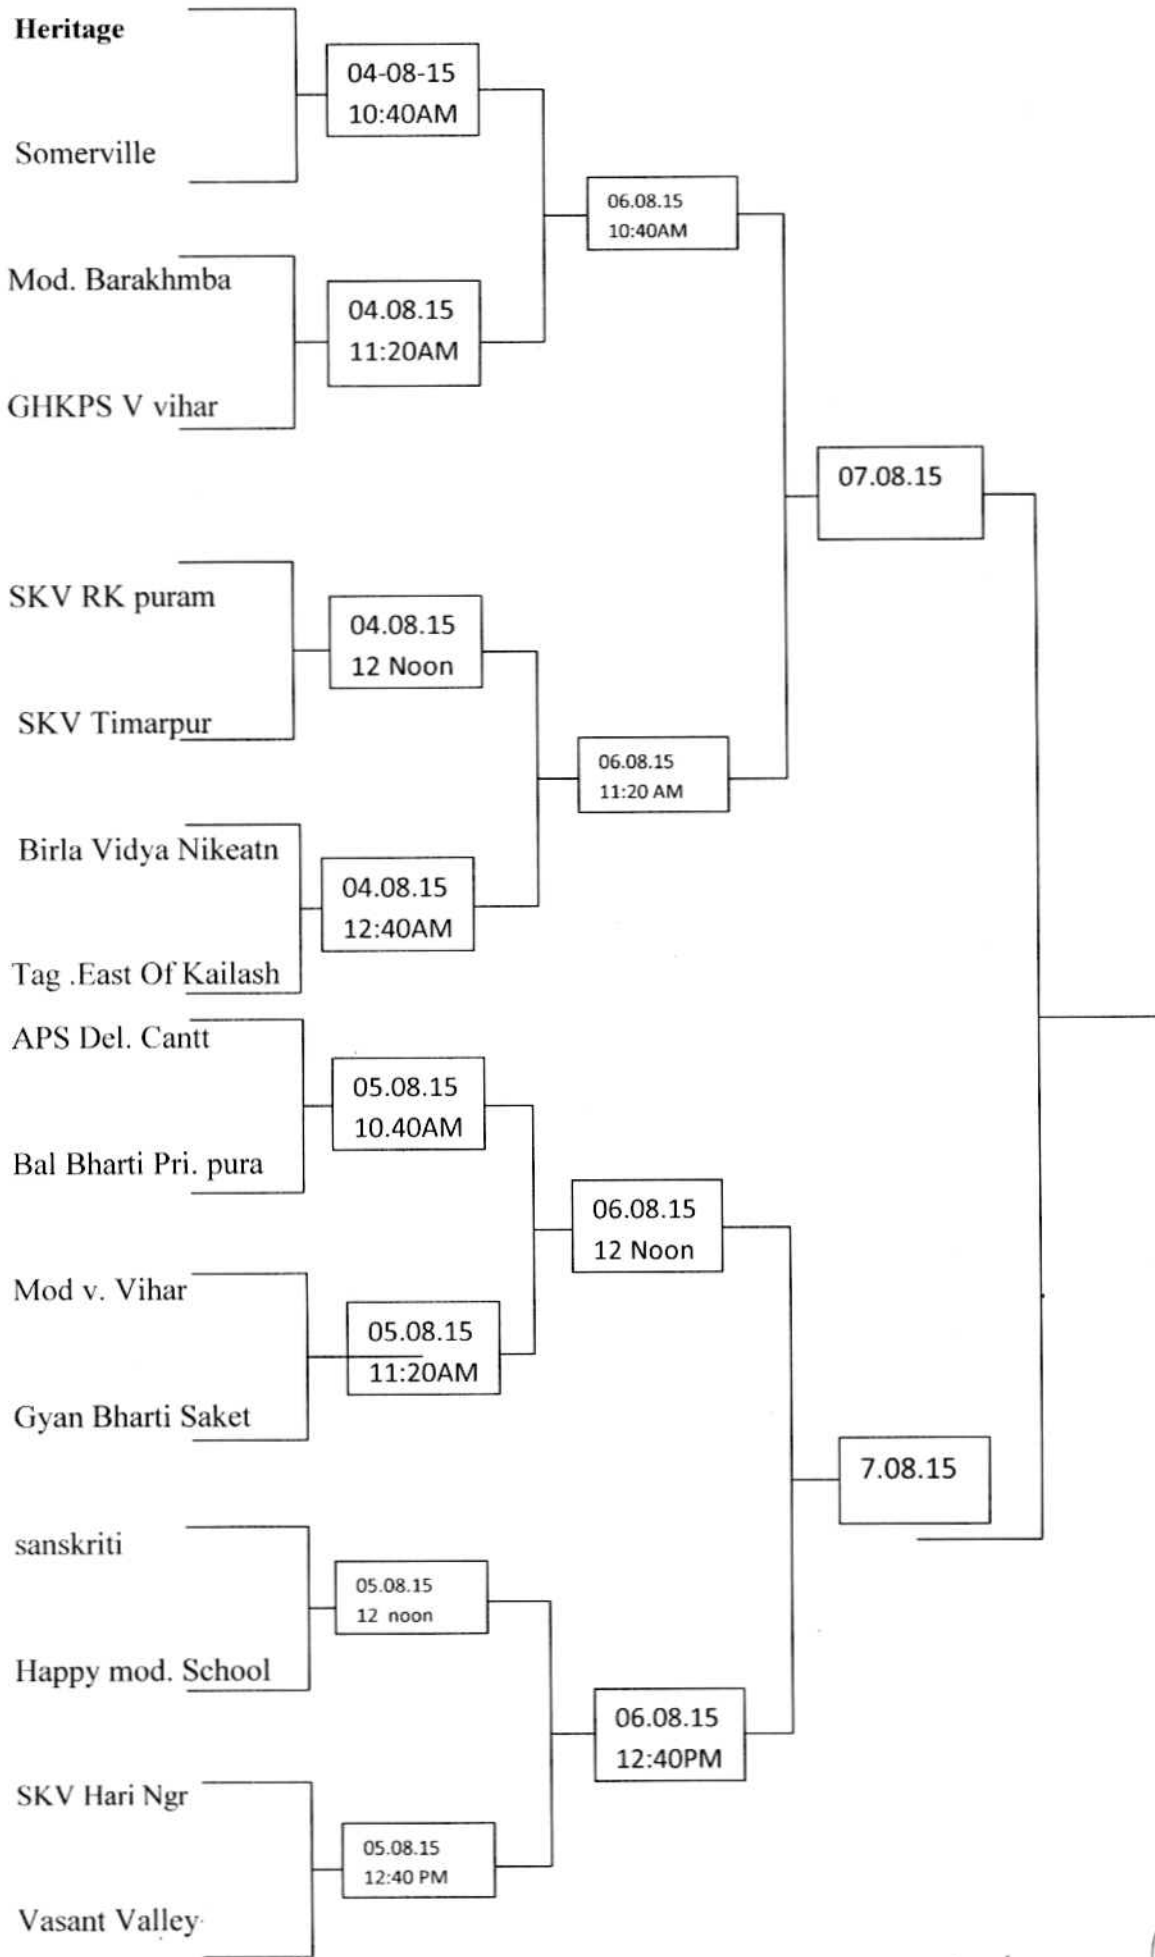 Heritage
04-08-15
10:40AM
Somerville
06.08.15
10:40AM
Mod. Barakhmba
04.08.15
11:20AM
GHKPS V vihar
07.08.15
SKV RK puram
04.08.15
12 Noon
SKV Timarpur
06.08.15
11:20 AM
Birla Vidya Nikeatn
04.08.15
12:40AM
Tag .East Of Kailash
APS Del. Cantt
05.08.15
10.40AM
Bal Bharti Pri. pura
06.08.15
12 Noon
Mod v. Vihar
05.08.15
11:20AM
Gyan Bharti Saket
7.08.15
sanskriti
05.08.15
12 noon
Happy mod. School
06.08.15
12:40PM
SKV Hari Ngr
05.08.15
12:40 PM
Vasant Valley